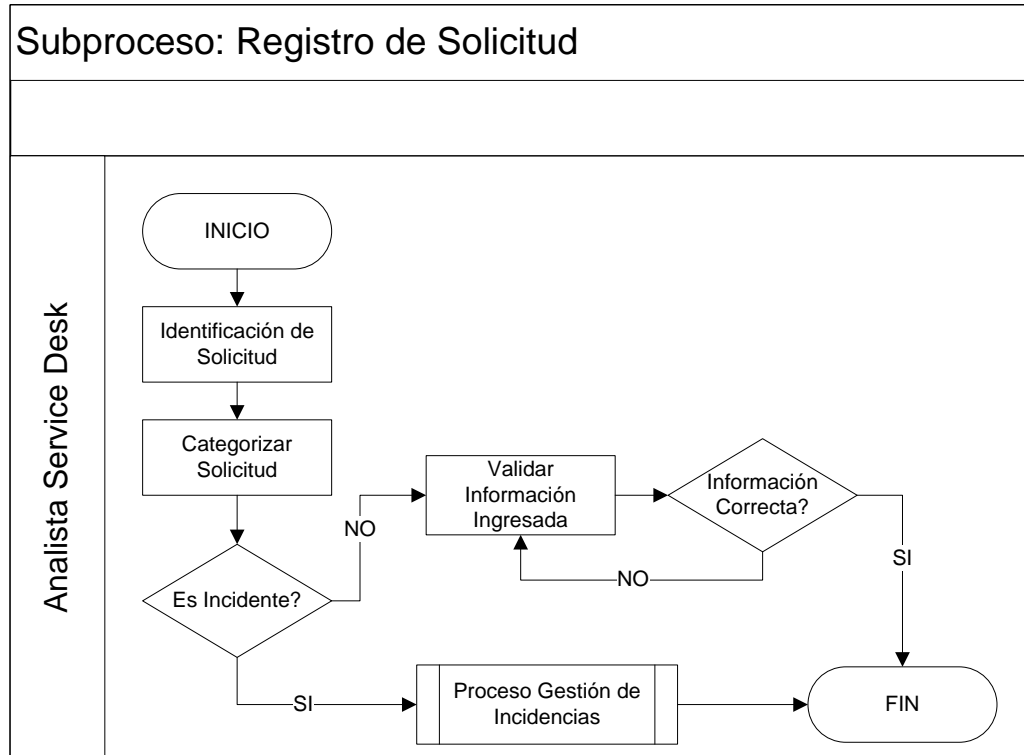 Subproceso: Registro de Solicitud
Analista Service Desk
INICIO
Identificación de
Solicitud
Categorizar
Solicitud
Es Incidente?
NO
Validar
Información
Ingresada
Información
Correcta?
NO
SI
SI
Proceso Gestión de
Incidencias
FIN